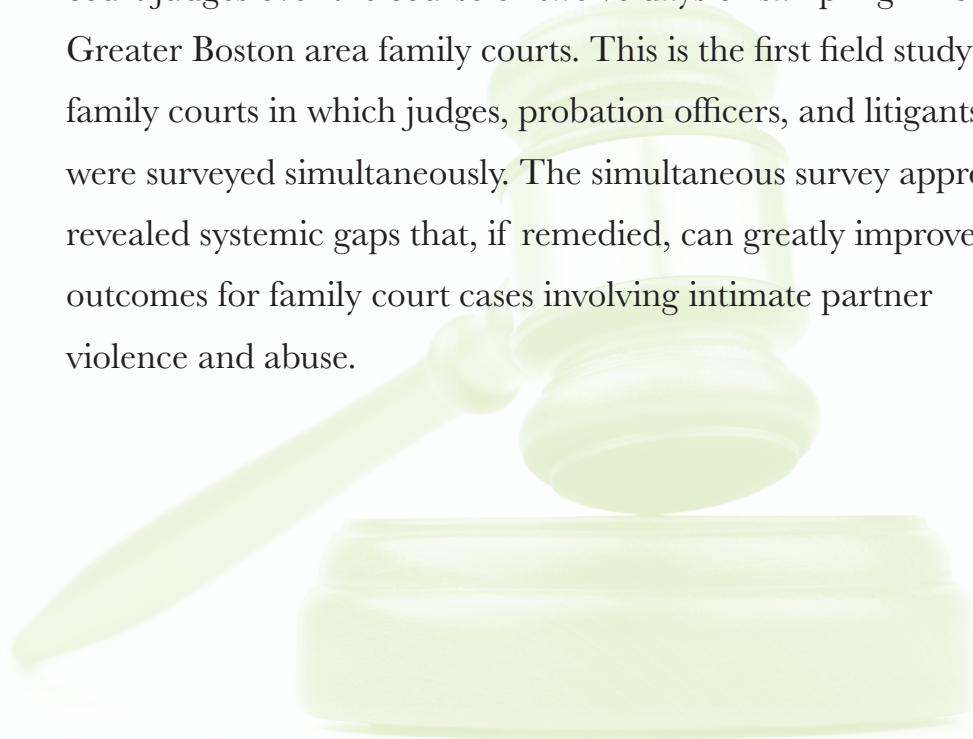 Greater Boston area family courts. This is the first field study
family courts in which judges, probation officers, and litigants
were surveyed simultaneously. The simultaneous survey
revealed systemic gaps that, if remedied, can greatly improve
outcomes for family court cases involving intimate partner
violence and abuse.